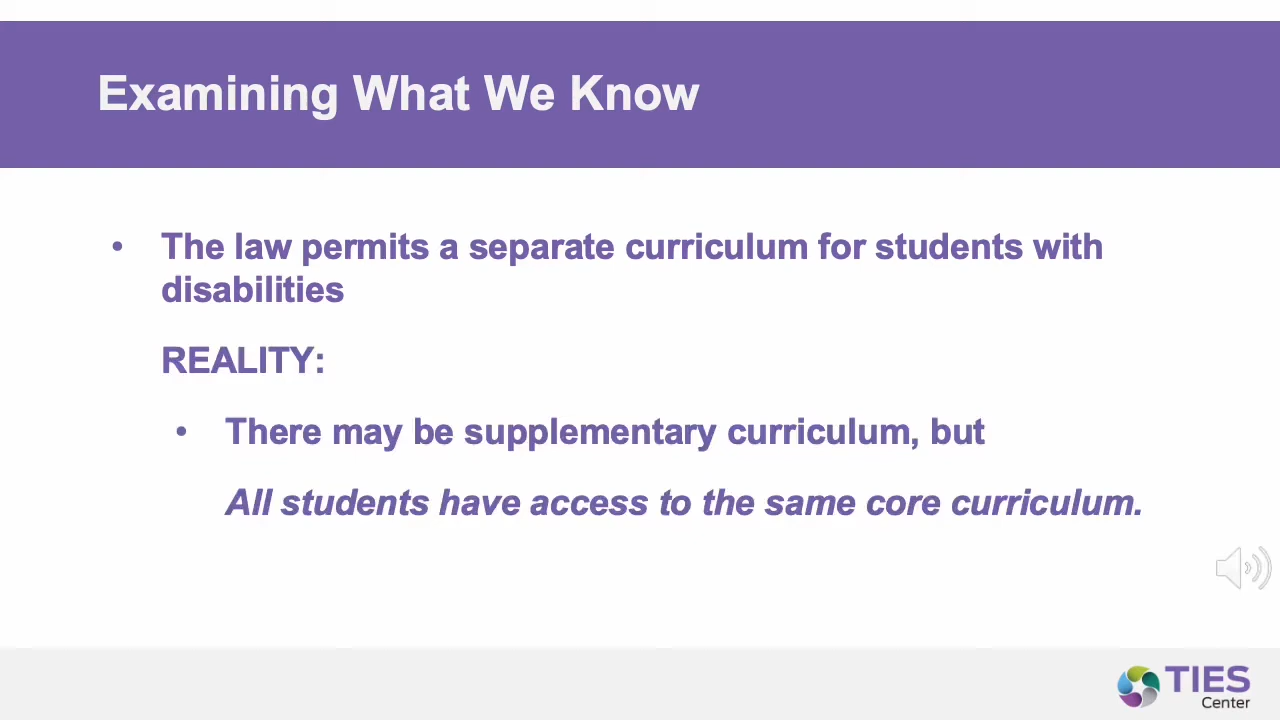 Examining What We Know
• The law permits a separate curriculum for students with
disabilities
REALITY:
• There may be supplementary curriculum, but
All students have access to the same core curriculum.
TIES
Center